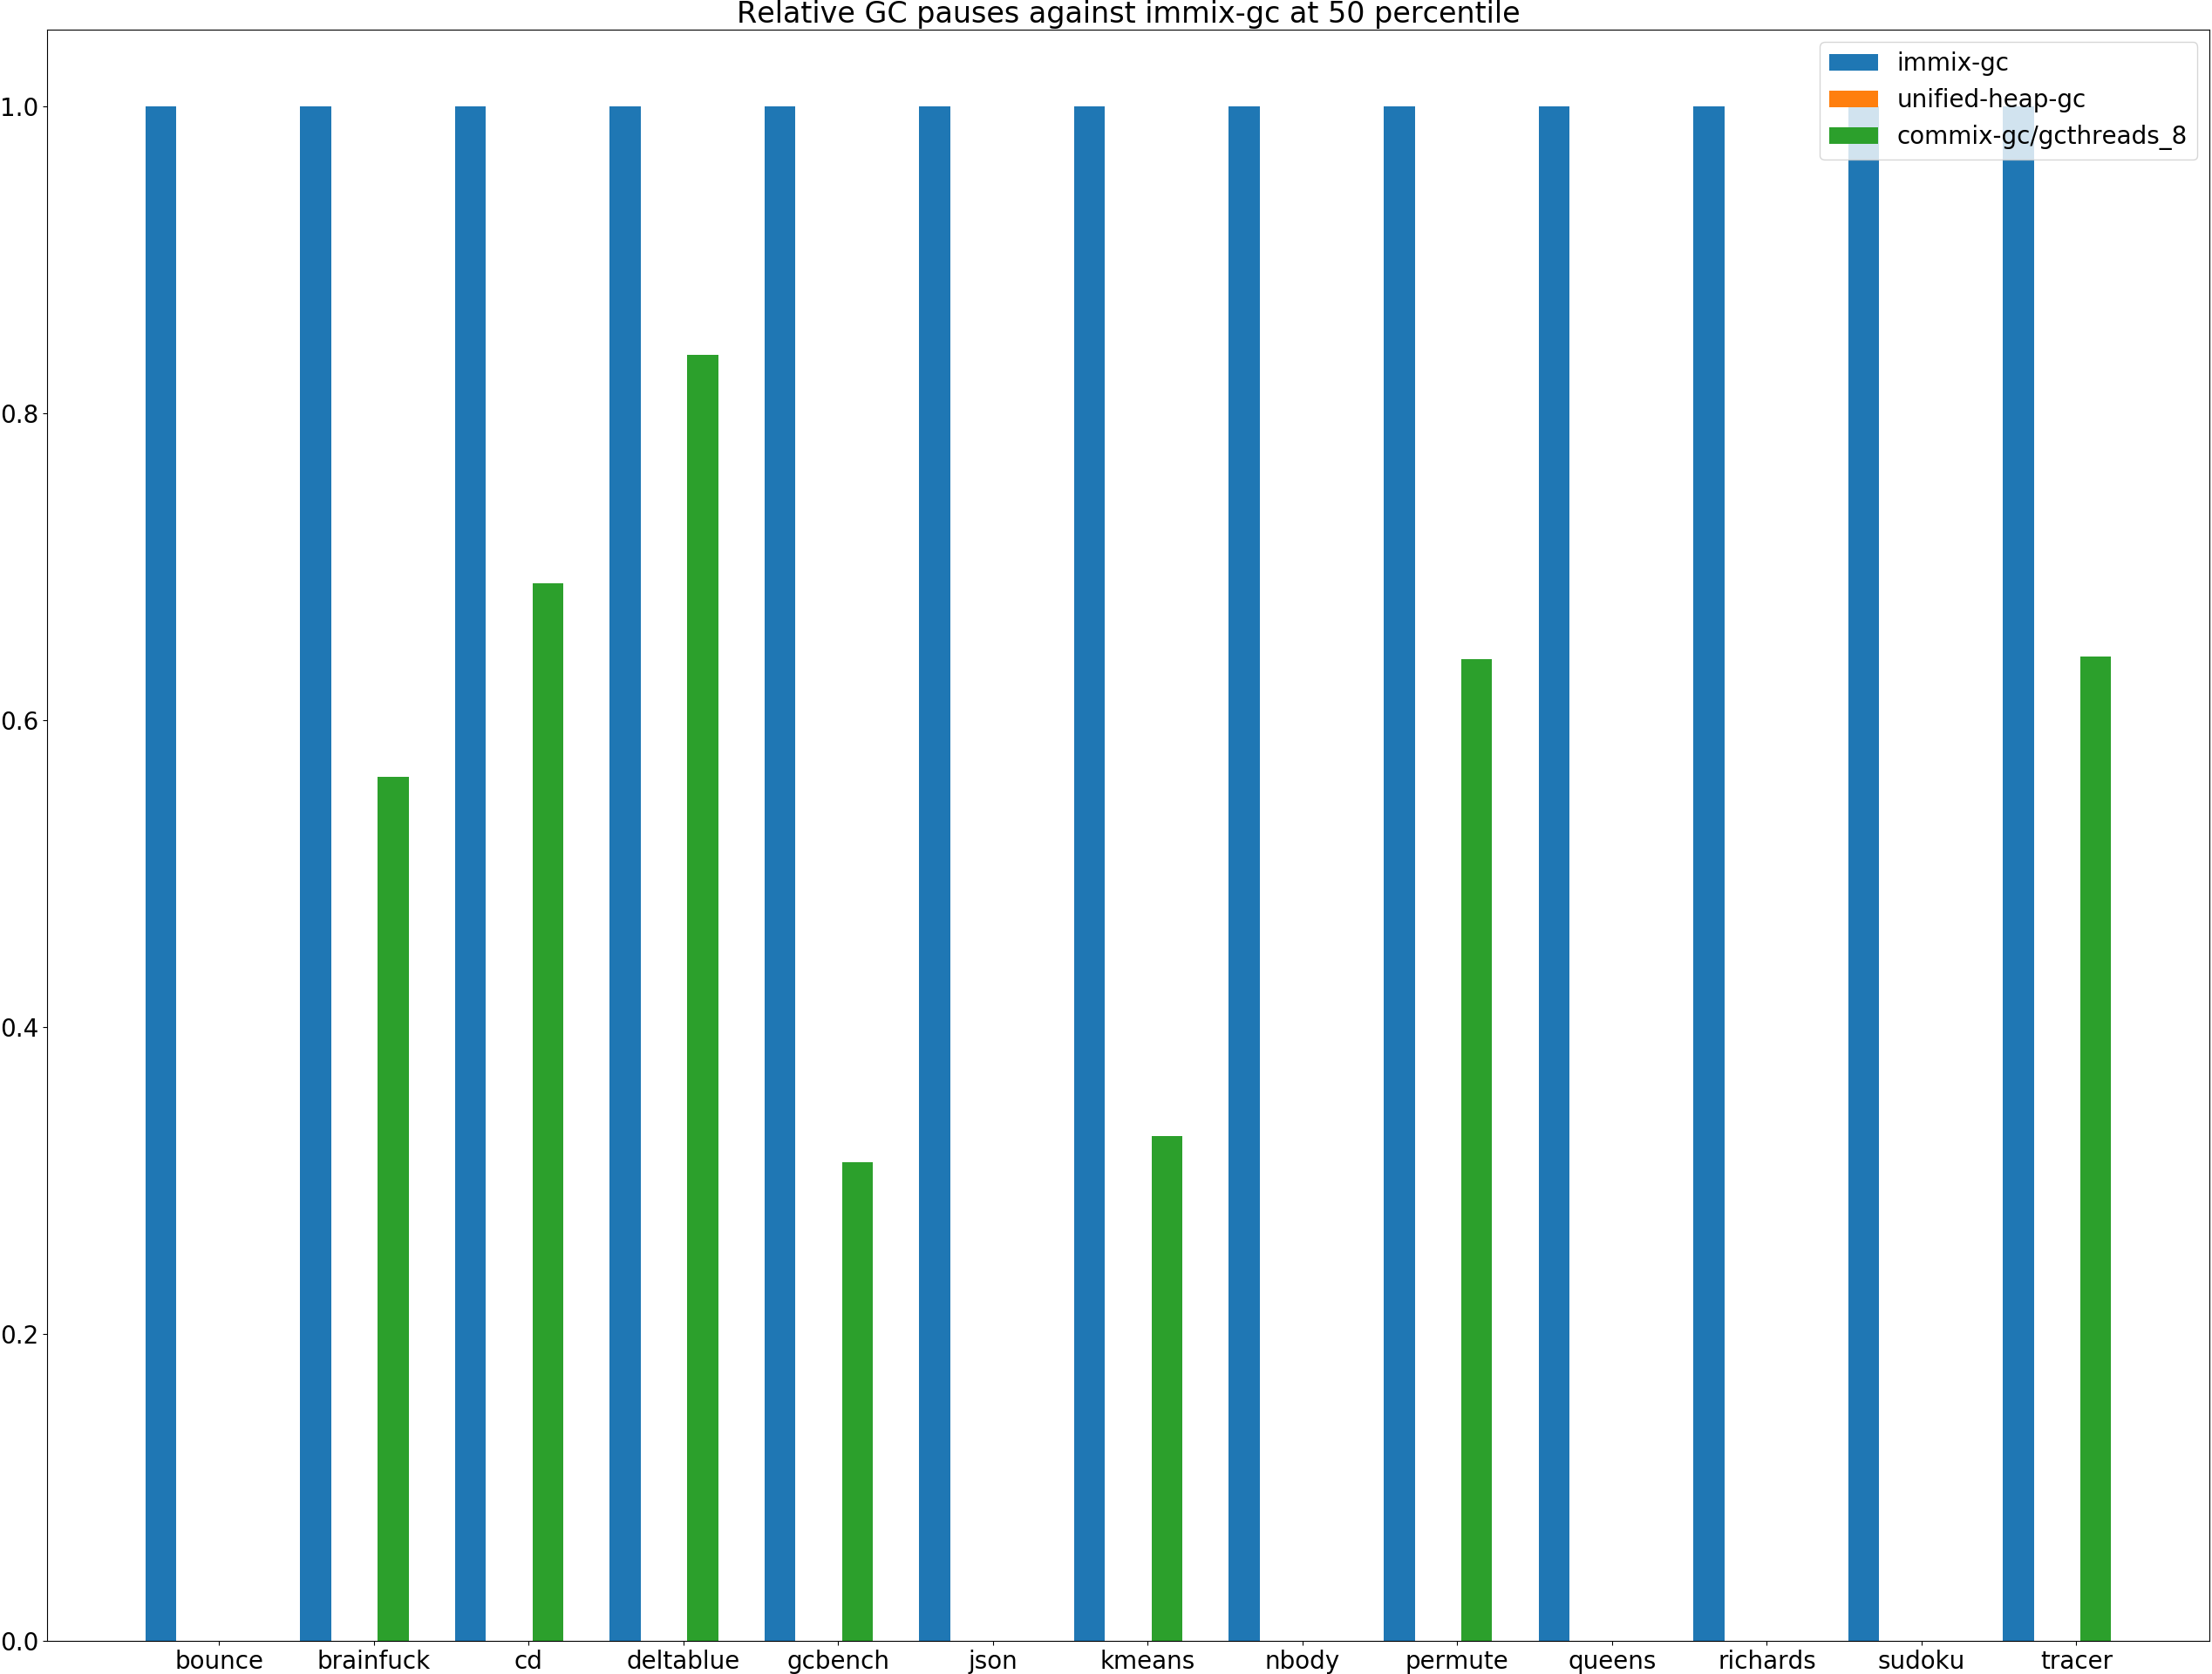 Relative GC pauses against immix-gc at 50 percentile
immix-gc
unified-heap-gc
commix-gc/gcthreads_8
1.0
0.8
0.6
0.4
0.2
0.0
bounce brainfuck cd deltablue gcbench json kmeans nbody permute queens richards sudoku tracer